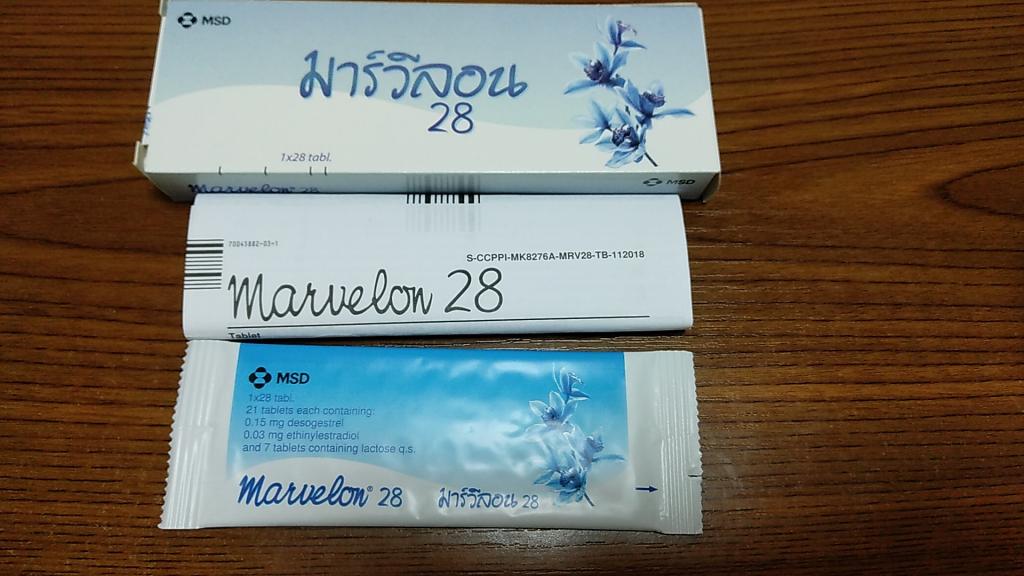 MSD
มาร์วีลอน
28
1x28 tabl.
Marvelon® 28
MSD
70045882-03-1
S-CCPPI-MK8276A-MRV28-TB-112018
Marvelon 28
Tablet
MSD
1x28 tabl.
21 tablets each containing:
0.15 mg desogestrel
0.03 mg ethinylestradiol
and 7 tablets containing lactose q.s.
Marvelon® 28 มาร์วีลอน 28